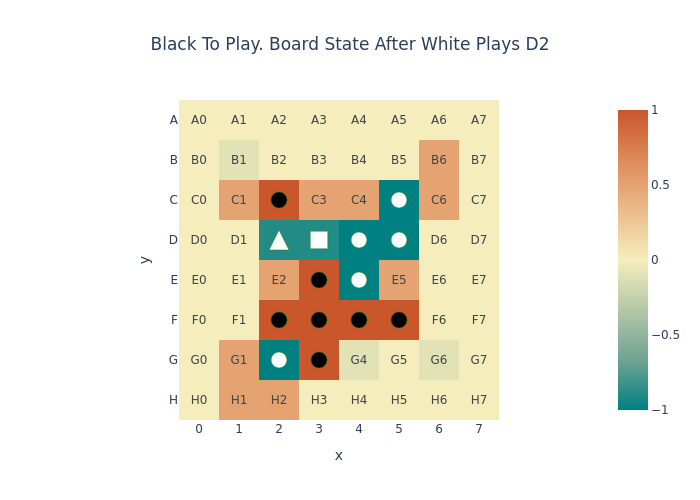 Black To Play. Board State After White Plays D2
A A0 A1 A2 A3 A4 A5 A6 A7
B B0 B1 B2 B3 B4 B5 B6 B7
C C0 C1 C3 C4 C6 C7
D D0 D1 D6 D7
E E0 E1 E2 E5 E6 E7
F F0 F1 F6 F7
G G0 G1 G4 G5 G6 G7
H H0 H1 H2 H3 H4 H5 H6 H7
0 1 2 3 4 5 6 7
x
y
1
0.5
0
−0.5
−1